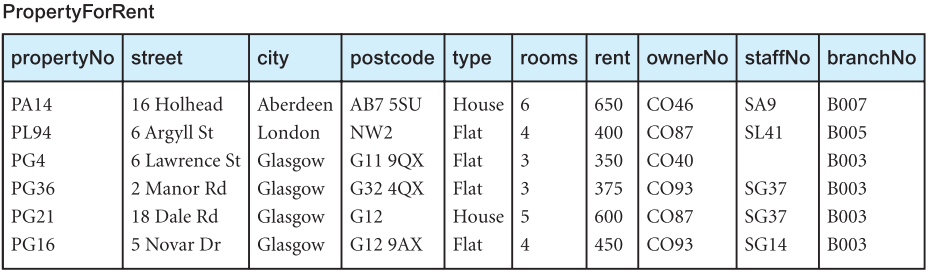 PropertyForRent
propertyNo street city postcode type rooms rent ownerNo staffNo branchNo
PA14 16 Holhead Aberdeen AB7 5SU House 6 650 CO46 SA9 B007
PL94 6 Argyll St London NW2 Flat 4 400 CO87 SL41 B005
PG4 6 Lawrence St Glasgow G11 9QX Flat 3 350 CO40 B003
PG36 2 Manor Rd Glasgow G32 4QX Flat 3 375 CO93 SG37 B003
PG21 18 Dale Rd Glasgow G12 House 5 600 CO87 SG37 B003
PG16 5 Novar Dr Glasgow G12 9AX Flat 4 450 CO93 SG14 B003